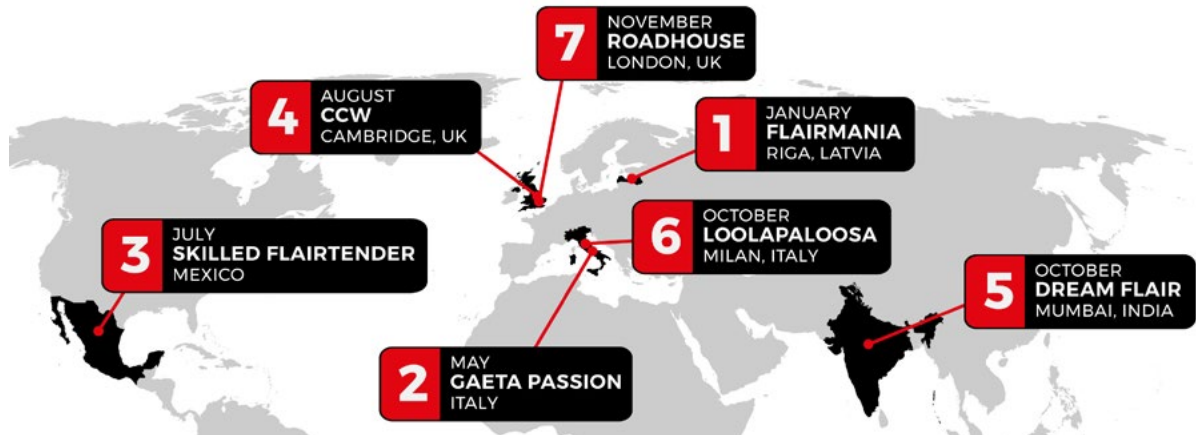 7
NOVEMBER
ROADHOUSE
LONDON, UK
4
AUGUST
CCW
CAMBRIDGE, UK
1
JANUARY
FLAIRMANIA
RIGA, LATVIA
3
JULY
SKILLED FLAIRTENDER
MEXICO
6
OCTOBER
LOOLAPALOOSA
MILAN, ITALY
5
OCTOBER
DREAM FLAIR
MUMBAI, INDIA
2
MAY
GAETA PASSION
ITALY